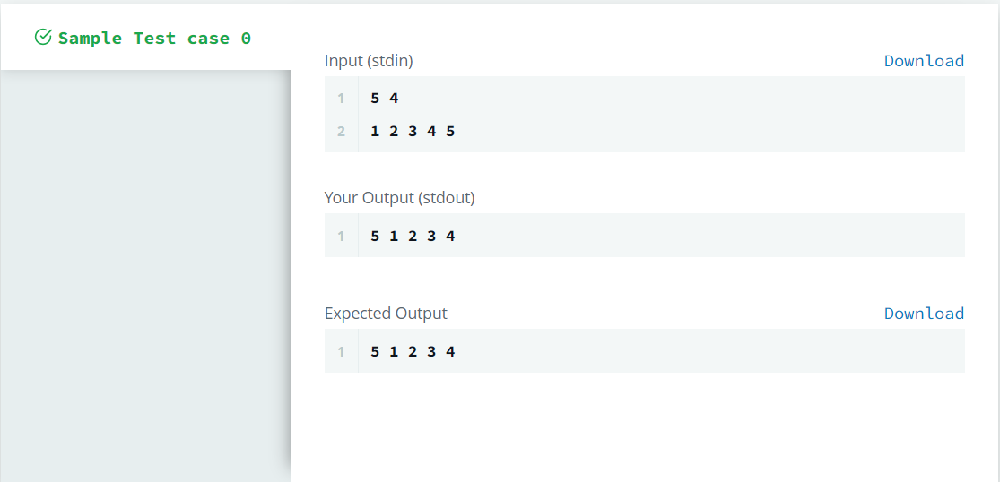 Sample Test case 0
Input (stdin)
Download
1 5 4
2 1 2 3 4 5
Your Output (stdout)
1 5 1 2 3 4
Expected Output
Download
1 5 1 2 3 4